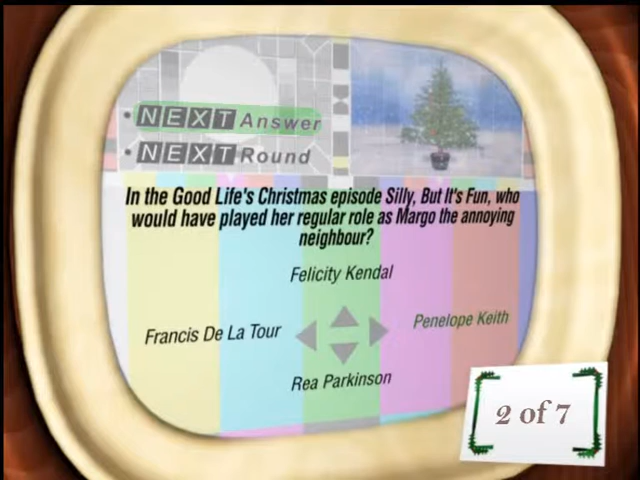 • NEXT Answer
• NEXT Round
In the Good Life's Christmas episode Silly, But It's Fun, who
would have played her regular role as Margo the annoying
neighbour?
Felicity Kendal
Francis De La Tour
Penelope Keith
Rea Parkinson
2 of 7